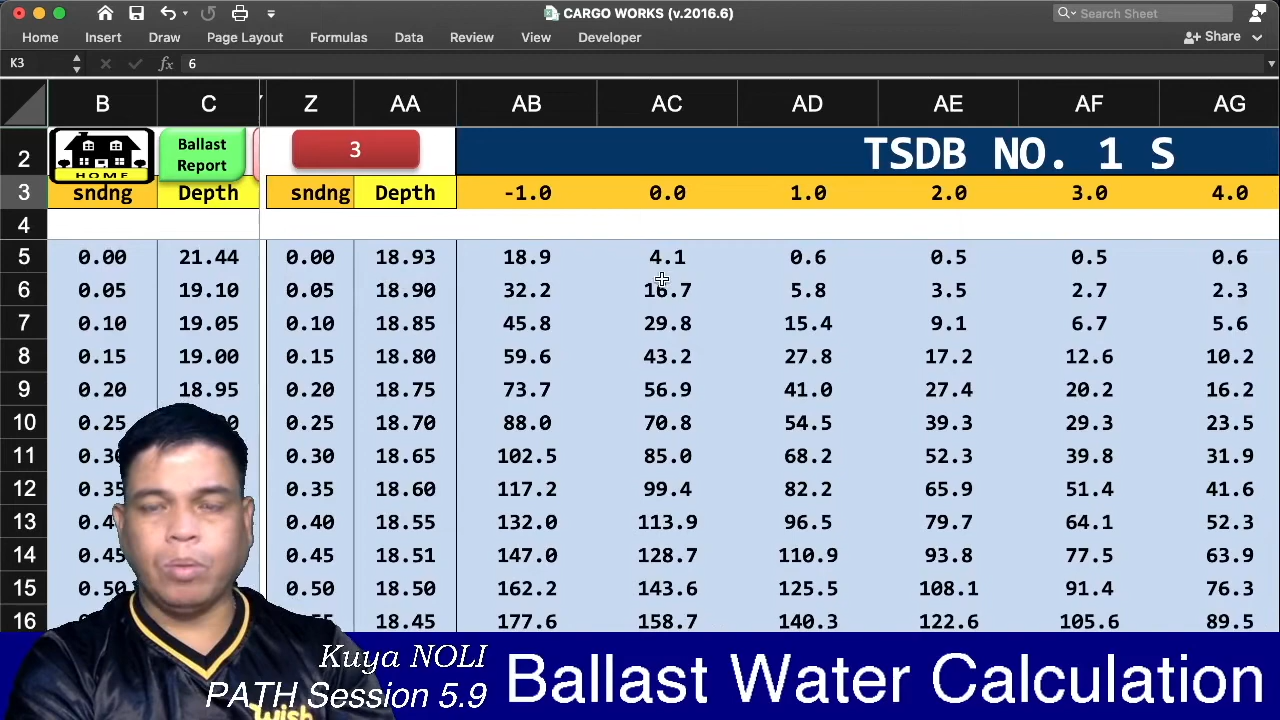 CARGO WORKS (v.2016.6)
Search Sheet
Home Insert Draw Page Layout Formulas Data Review View Developer Share
K3 fx 6
B C Z AA AB AC AD AE AF AG
2 HOME Ballast Report 3 TSDB NO. 1 S
3 sndng Depth sndng Depth -1.0 0.0 1.0 2.0 3.0 4.0
4
5 0.00 21.44 0.00 18.93 18.9 4.1 0.6 0.5 0.5 0.6
6 0.05 19.10 0.05 18.90 32.2 16.7 5.8 3.5 2.7 2.3
7 0.10 19.05 0.10 18.85 45.8 29.8 15.4 9.1 6.7 5.6
8 0.15 19.00 0.15 18.80 59.6 43.2 27.8 17.2 12.6 10.2
9 0.20 18.95 0.20 18.75 73.7 56.9 41.0 27.4 20.2 16.2
10 0.25 0.25 18.70 88.0 70.8 54.5 39.3 29.3 23.5
11 0.30 18.65 102.5 85.0 68.2 52.3 39.8 31.9
12 0.35 0.35 18.60 117.2 99.4 82.2 65.9 51.4 41.6
13 0.40 18.55 132.0 113.9 96.5 79.7 64.1 52.3
14 0.45 0.45 18.51 147.0 128.7 110.9 93.8 77.5 63.9
15 0.50 0.50 18.50 162.2 143.6 125.5 108.1 91.4 76.3
16 18.45 177.6 158.7 140.3 122.6 105.6 89.5
Kuya NOLI
PATH Session 5.9
Ballast Water Calculation
wish